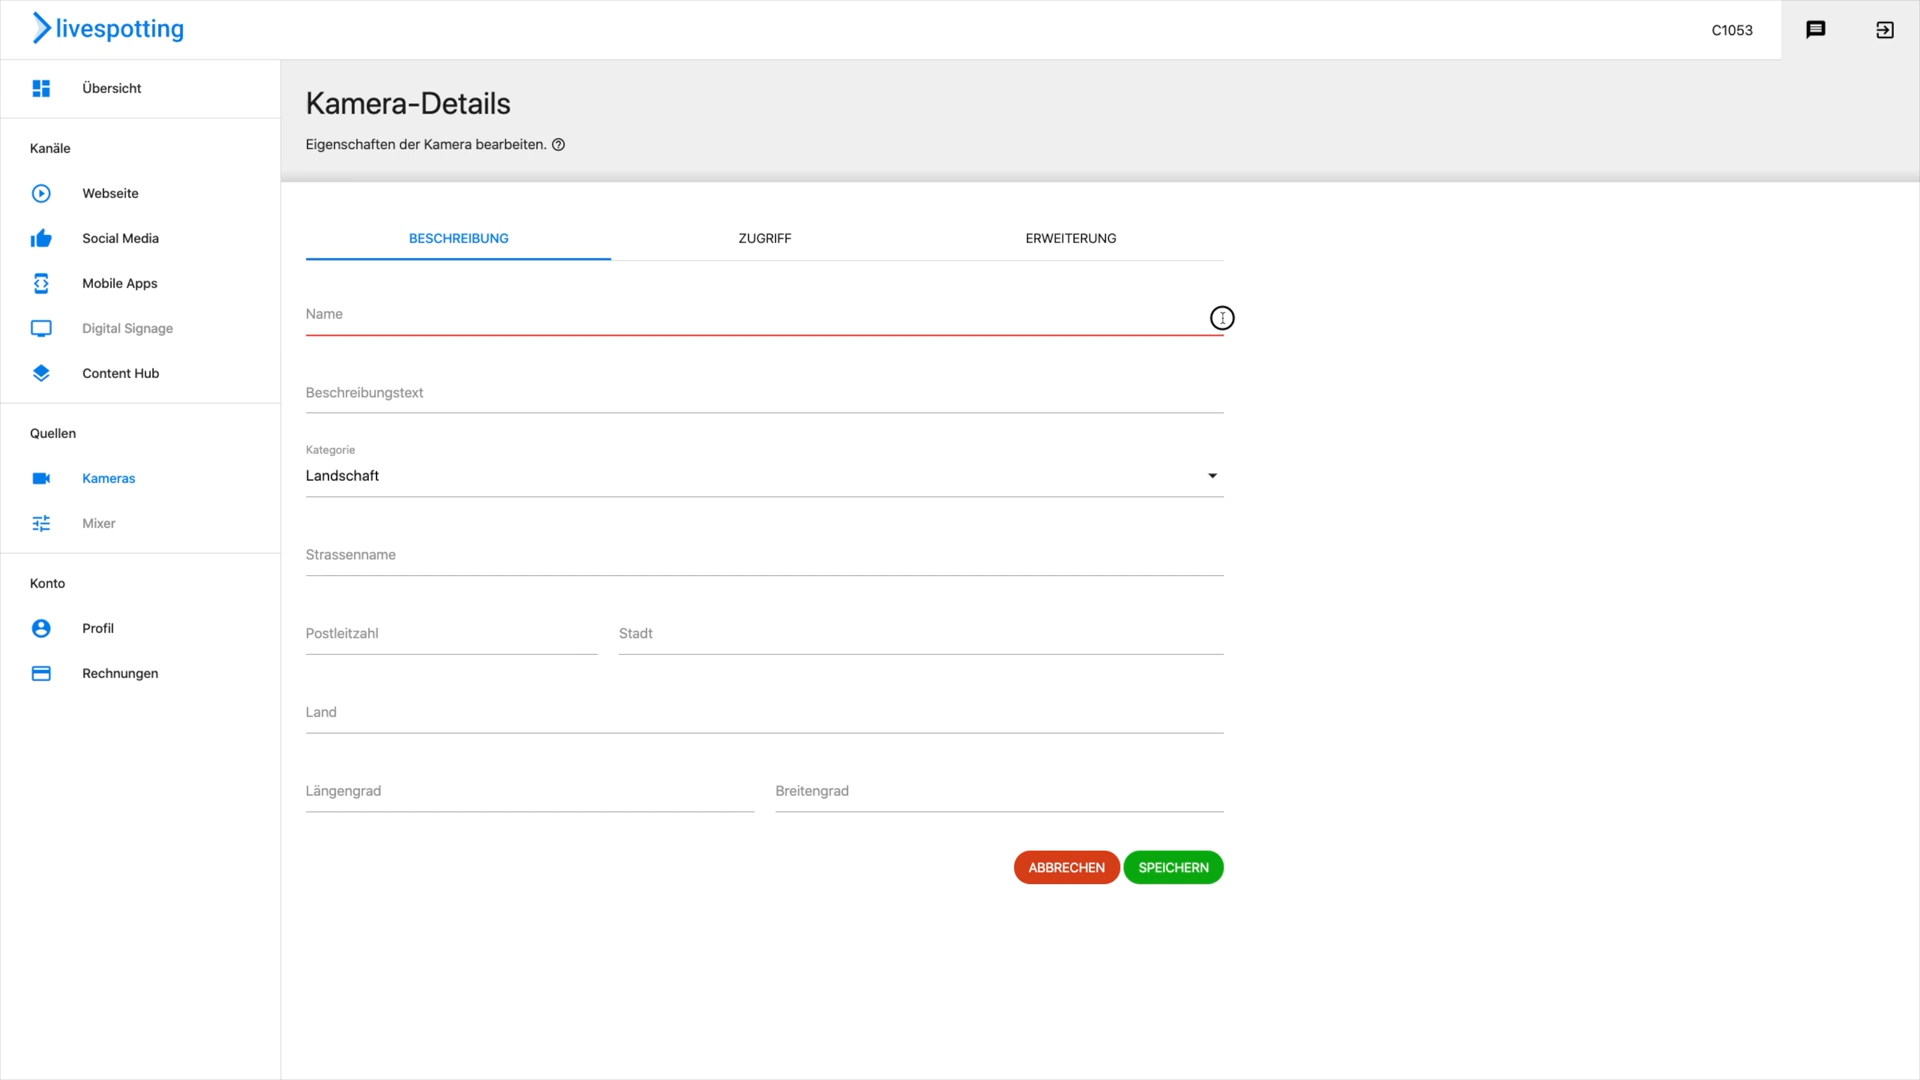 livespotting
C1053
Übersicht
Kanäle
Webseite
Social Media
Mobile Apps
Digital Signage
Content Hub
Quellen
Kameras
Mixer
Konto
Profil
Rechnungen
Kamera-Details
Eigenschaften der Kamera bearbeiten.
BESCHREIBUNG ZUGRIFF ERWEITERUNG
Name
Beschreibungstext
Kategorie
Landschaft
Strassenname
Postleitzahl Stadt
Land
Längengrad Breitengrad
ABBRECHEN SPEICHERN